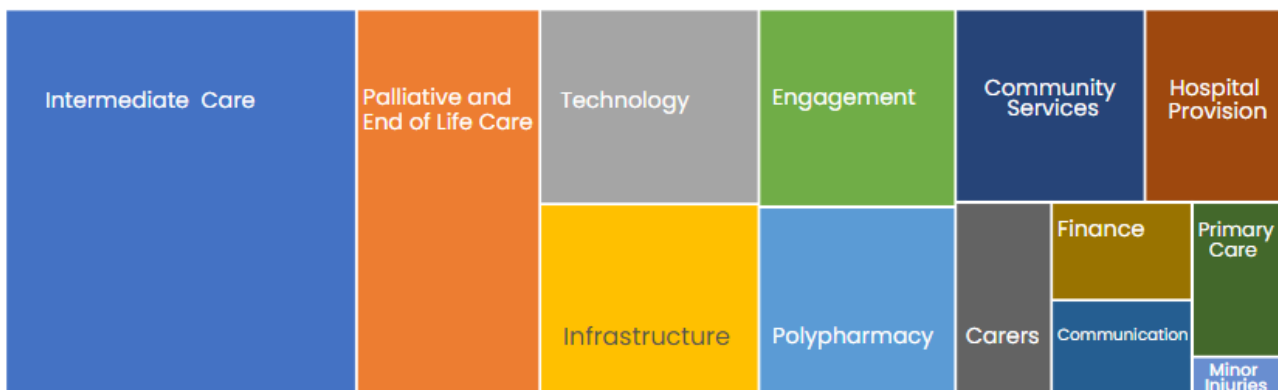 Intermediate Care
Palliative and
End of Life Care
Technology
Infrastructure
Engagement
Polypharmacy
Community
Services
Hospital
Provision
Carers
Finance
Communication
Primary
Care
Minor
Injuries